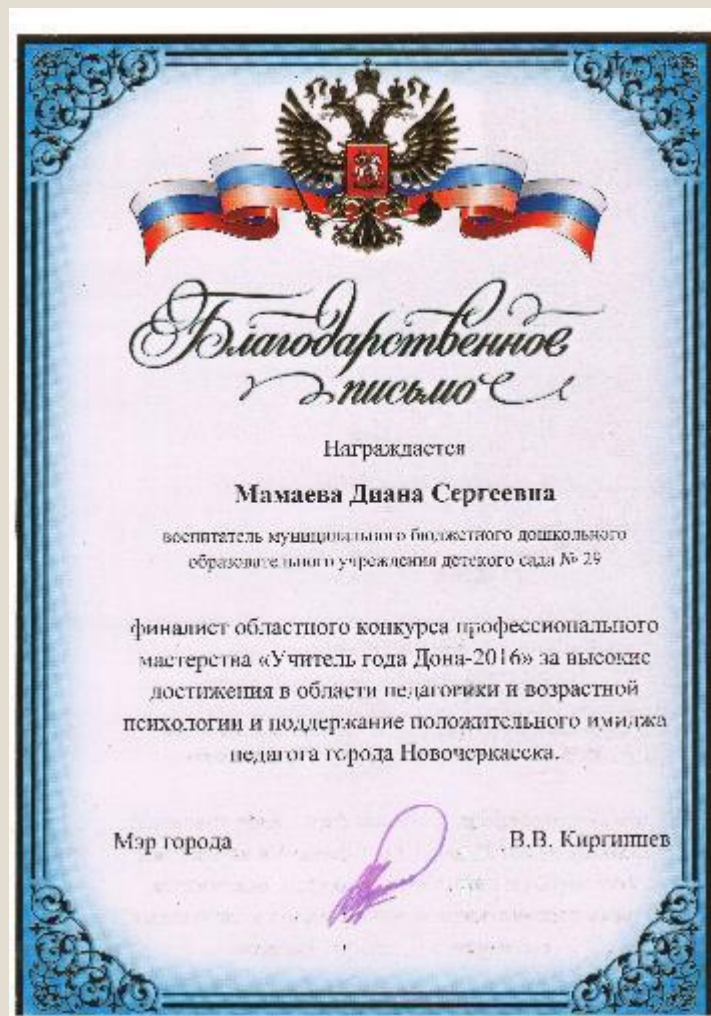 Благодарственное
письмо
Награждается
Мамаева Диана Сергеевна
воспитатель муниципального бюджетного дошкольного
образовательного учреждения детского сада № 29
финалист областного конкурса профессионального
мастерства «Учитель года Дона-2016» за высокие
достижения в области педагогики и возрастной
психологии и поддержание положительного имиджа
педагога города Новочеркасска.
Мэр города В.В. Киргинцев